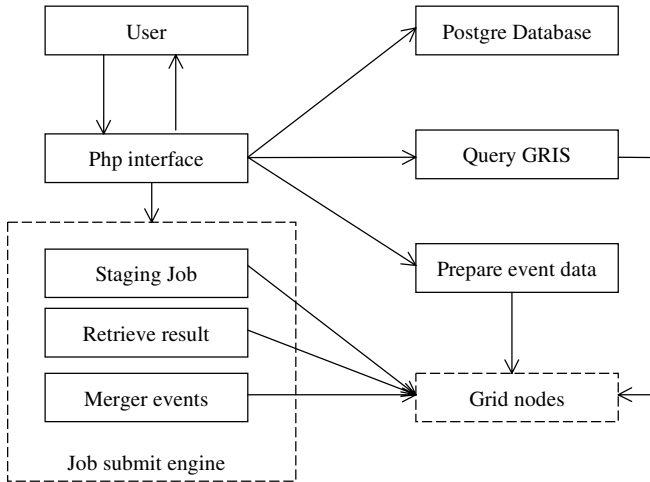 User
Postgre Database
Php interface
Query GRIS
Staging Job
Prepare event data
Retrieve result
Merger events
Grid nodes
Job submit engine